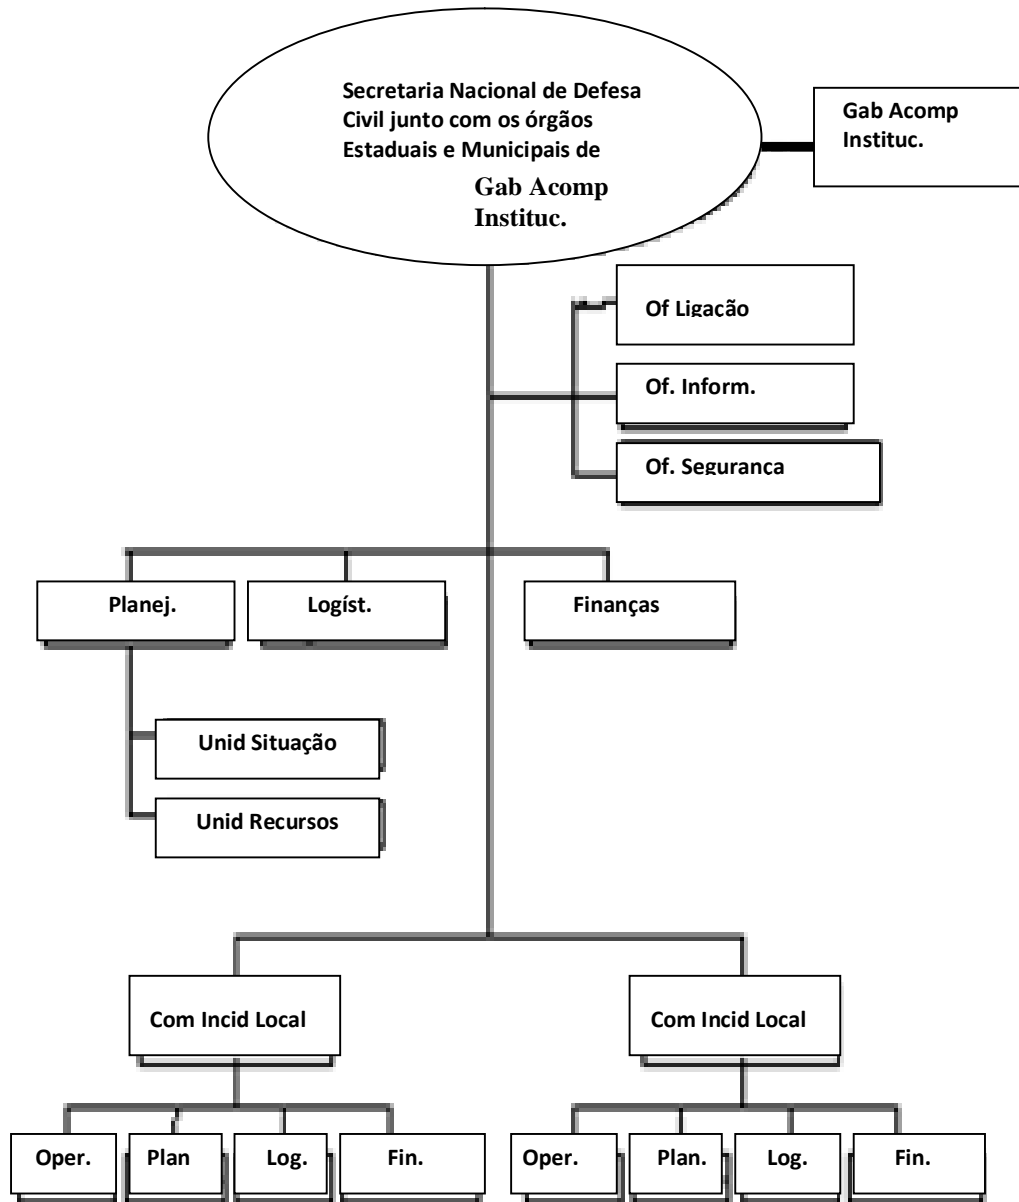 Secretaria Nacional de Defesa
Civil junto com os órgãos
Estaduais e Municipais de
Gab Acomp
Instituc.
Gab Acomp
Instituc.
Of Ligação
Of. Inform.
Of. Segurança
Planej.
Logíst.
Finanças
Unid Situação
Unid Recursos
Com Incid Local
Com Incid Local
Oper.
Plan
Log.
Fin.
Oper.
Plan.
Log.
Fin.